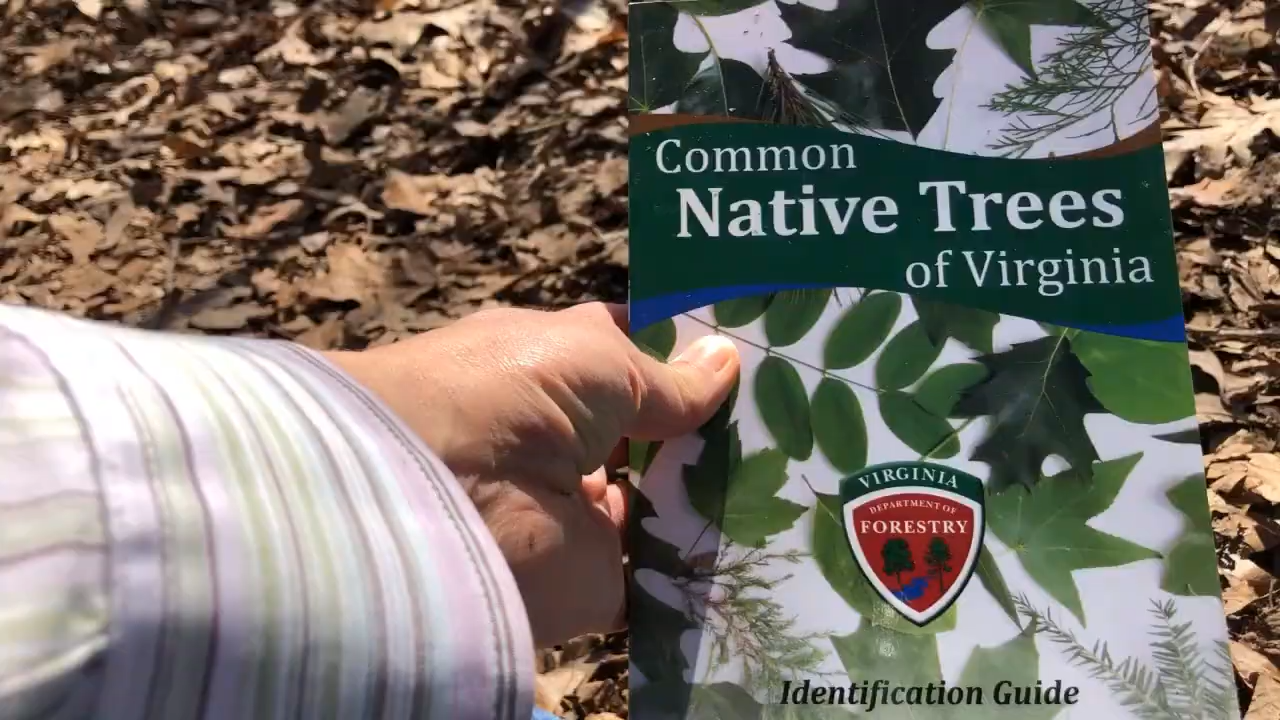 Common
Native Trees
of Virginia
VIRGINIA
DEPARTMENT OF
FORESTRY
Identification Guide